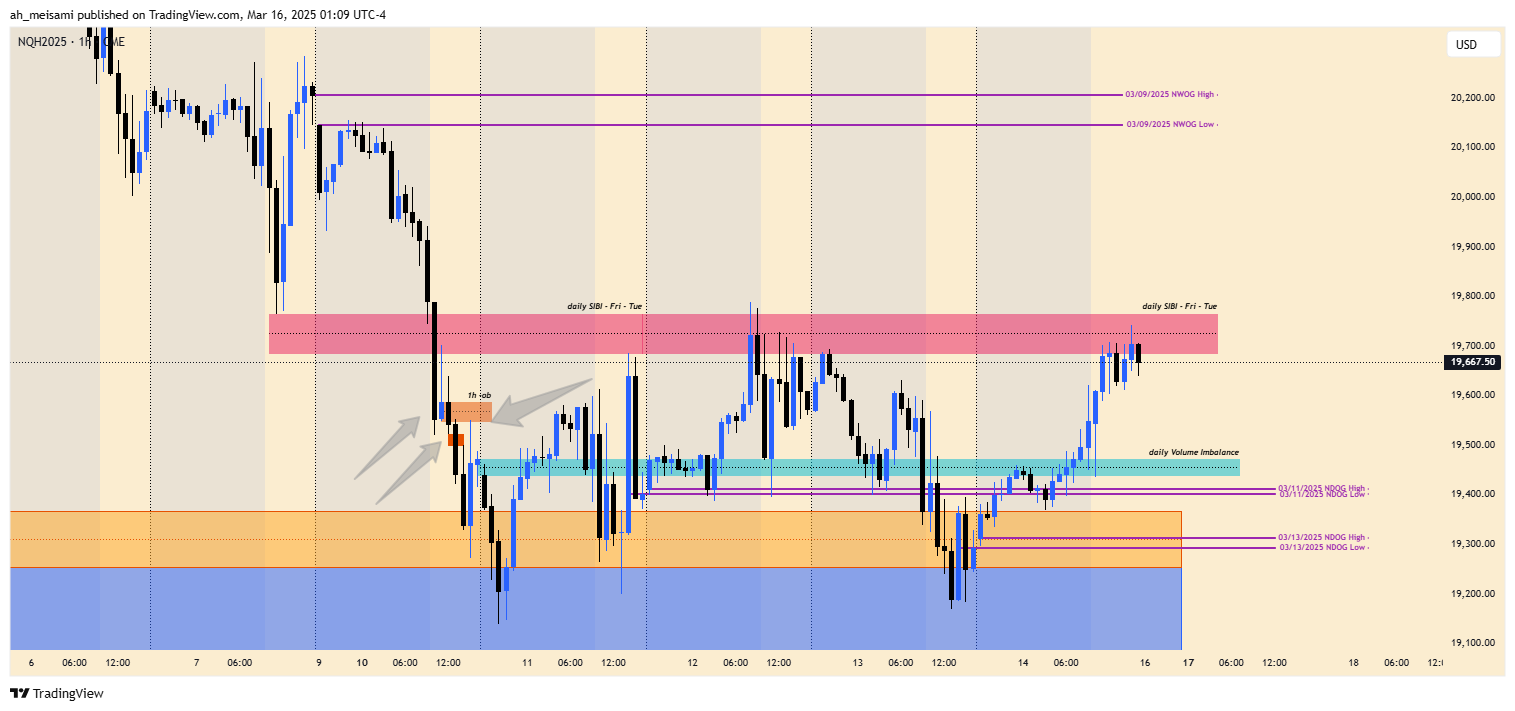 ah_meisami published on TradingView.com, Mar 16, 2025 01:09 UTC-4
NQH2025 · 1h CME
USD
20,200.00
20,100.00
20,000.00
19,900.00
19,800.00
19,700.00
19,667.50
19,600.00
19,500.00
19,400.00
19,300.00
19,200.00
19,100.00
03/09/2025 NWOG High
03/09/2025 NWOG Low
daily SIBI - Fri - Tue
daily SIBI - Fri - Tue
1h -ob
daily Volume Imbalance
03/11/2025 NDOG High
03/11/2025 NDOG Low
03/13/2025 NDOG High
03/13/2025 NDOG Low
6 06:00 12:00 7 06:00 9 10 06:00 12:00 11 06:00 12:00 12 06:00 12:00 13 06:00 12:00 14 06:00 16 17 06:00 12:00 18 06:00
TradingView